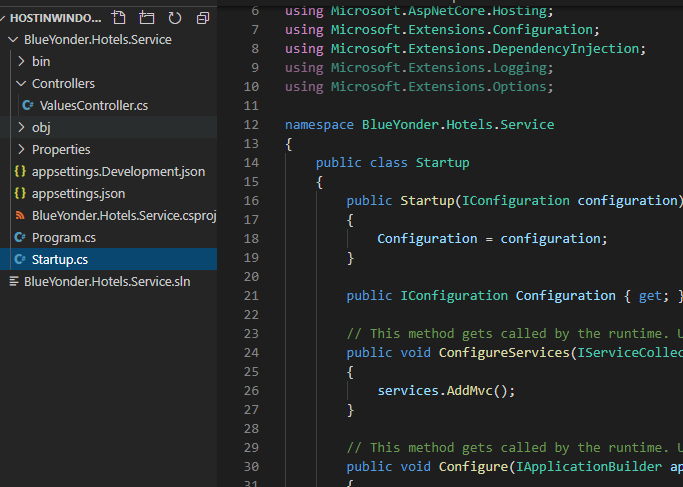 HOSTINWINDO...
BlueYonder.Hotels.Service
bin
Controllers
ValuesController.cs
obj
Properties
appsettings.Development.json
appsettings.json
BlueYonder.Hotels.Service.csproj
Program.cs
Startup.cs
BlueYonder.Hotels.Service.sln
6 using Microsoft.AspNetCore.Hosting;
7 using Microsoft.Extensions.Configuration;
8 using Microsoft.Extensions.DependencyInjection;
9 using Microsoft.Extensions.Logging;
10 using Microsoft.Extensions.Options;
11
12 namespace BlueYonder.Hotels.Service
13 {
14 public class Startup
15 {
16 public Startup(IConfiguration configuration)
17 {
18 Configuration = configuration;
19 }
20
21 public IConfiguration Configuration { get; }
22
23 // This method gets called by the runtime. U
24 public void ConfigureServices(IServiceCollec
25 {
26 services.AddMvc();
27 }
28
29 // This method gets called by the runtime. U
30 public void Configure(IApplicationBuilder ap
31 {